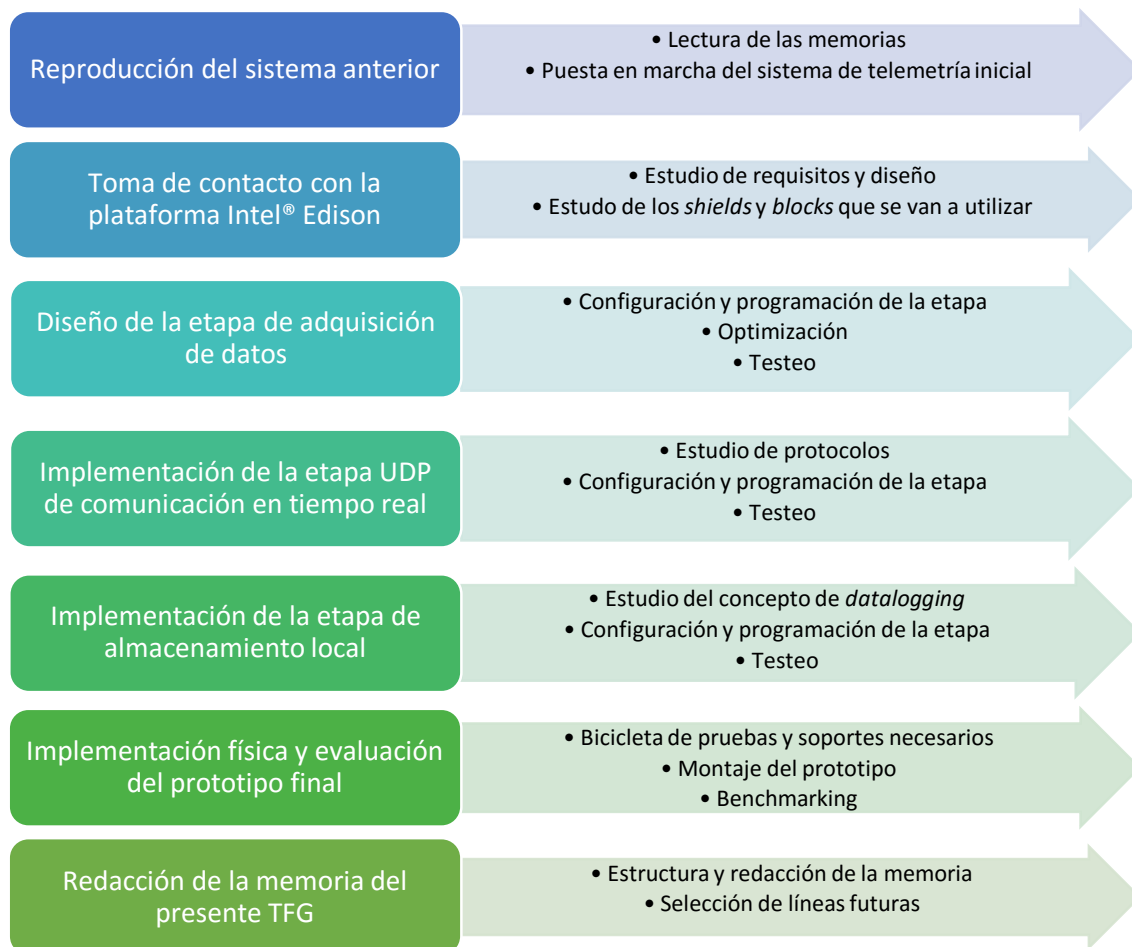 Reproducción del sistema anterior
• Lectura de las memorias
• Puesta en marcha del sistema de telemetría inicial
Toma de contacto con la
plataforma Intel® Edison
• Estudio de requisitos y diseño
• Estudo de los shields y blocks que se van a utilizar
Diseño de la etapa de adquisición
de datos
• Configuración y programación de la etapa
• Optimización
• Testeo
Implementación de la etapa UDP
de comunicación en tiempo real
• Estudio de protocolos
• Configuración y programación de la etapa
• Testeo
Implementación de la etapa de
almacenamiento local
• Estudio del concepto de datalogging
• Configuración y programación de la etapa
• Testeo
Implementación física y evaluación
del prototipo final
• Bicicleta de pruebas y soportes necesarios
• Montaje del prototipo
• Benchmarking
Redacción de la memoria del
presente TFG
• Estructura y redacción de la memoria
• Selección de líneas futuras